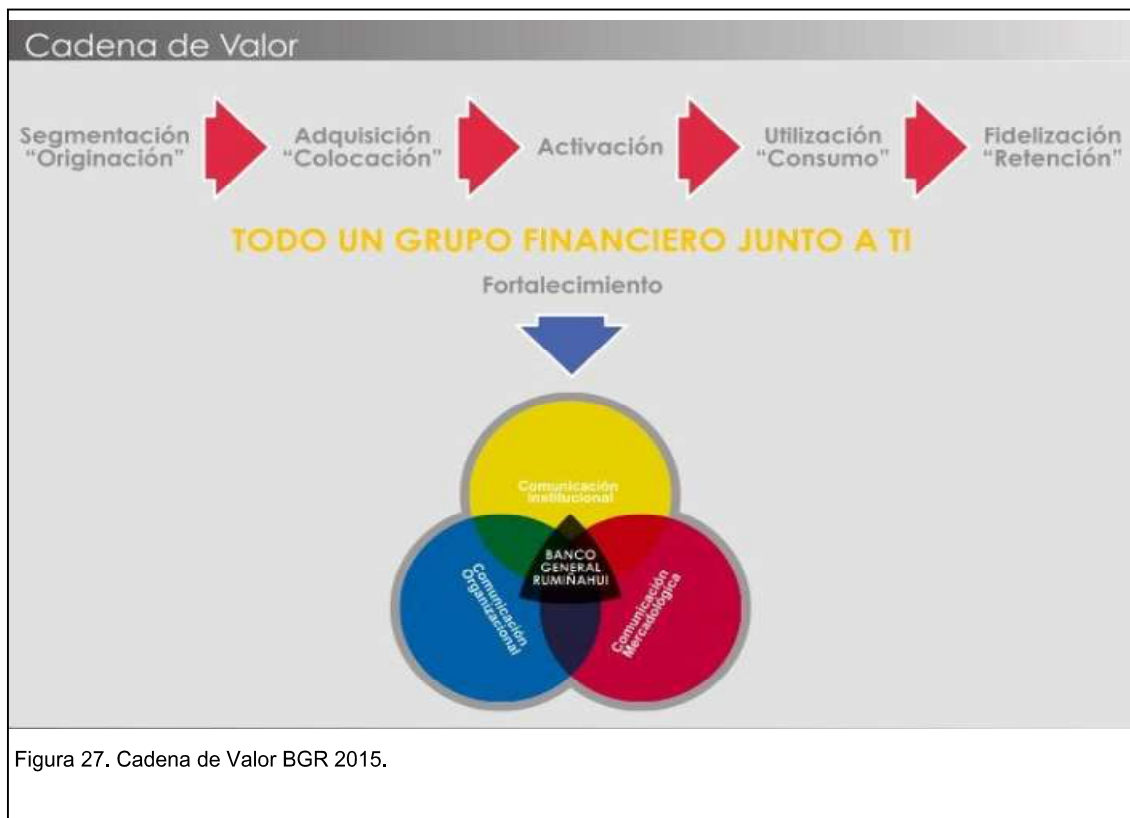 Cadena de Valor
Segmentación
"Originación"
Adquisición
"Colocación"
Activación
Utilización
"Consumo"
Fidelización
"Retención"
TODO UN GRUPO FINANCIERO JUNTO A TI
Fortalecimiento
Comunicación
Institucional
BANCO
GENERAL
RUMIÑAHUI
Comunicación
Organizacional
Comunicación
Mercadológica
Figura 27. Cadena de Valor BGR 2015.